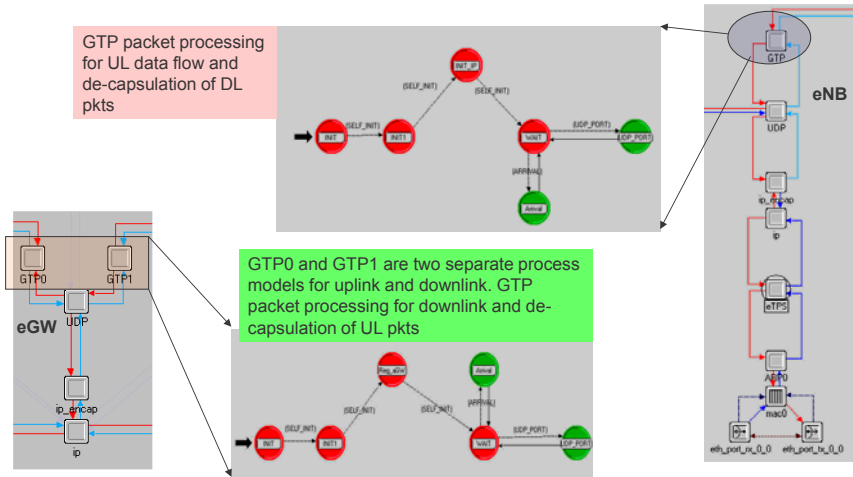 GTP packet processing
for UL data flow and
de-capsulation of DL
pkts
INIT_IP
(SELF_INIT)
(SELF_INIT)
(SELF_INIT)
INIT
INIT1
WAIT
(UDP_PORT)
UDP_PORT
(ARRIVAL)
Arrival
GTP
eNB
UDP
ip_encap
ip
eTPS
ARP0
mac0
eth_port_rx_0_0
eth_port_tx_0_0
GTP0
GTP1
eGW
UDP
ip_encap
ip
GTP0 and GTP1 are two separate process
models for uplink and downlink. GTP
packet processing for downlink and de-
capsulation of UL pkts
Reg_eGW
Arrival
(SELF_INIT)
(SELF_INIT)
(ARRIVAL)
(SELF_INIT)
INIT
INIT1
WAIT
(UDP_PORT)
UDP_PORT